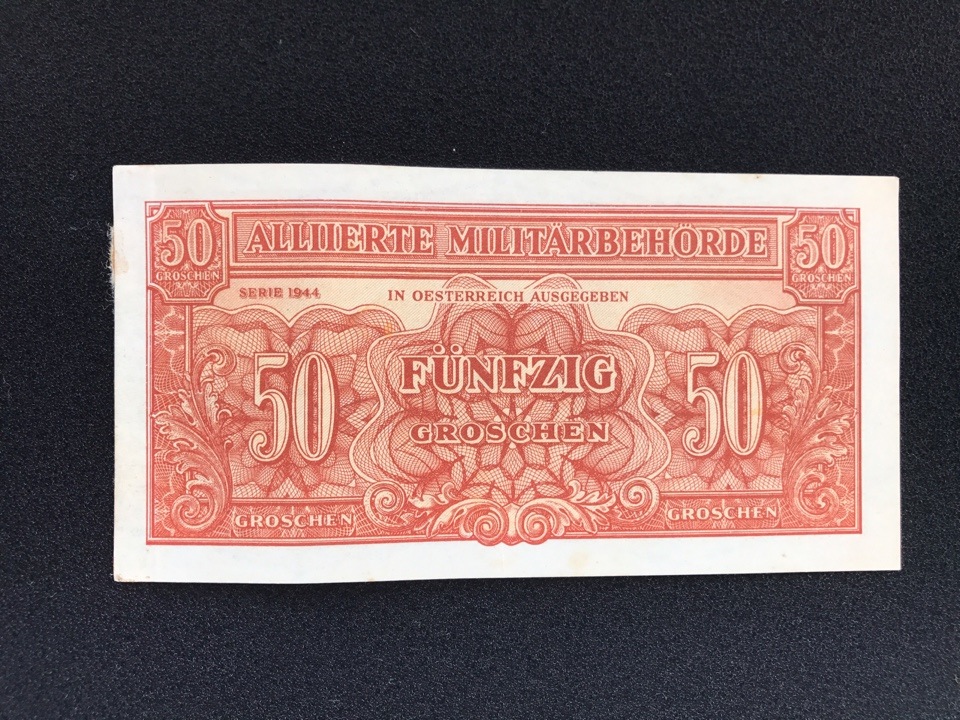 50 ALLIIERTE MILITÄRBEHÖRDE 50
GROSCHEN GROSCHEN
SERIE 1944 IN OESTERREICH AUSGEGEBEN
50 FÜNFZIG 50
GROSCHEN
GROSCHEN GROSCHEN